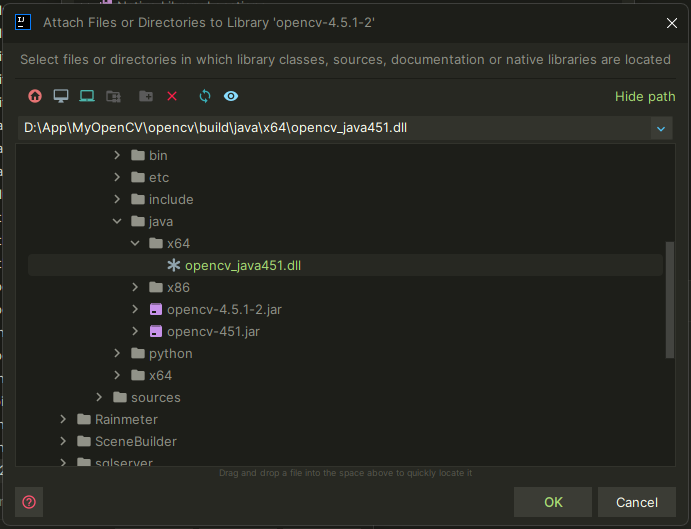 Attach Files or Directories to Library 'opencv-4.5.1-2'
Select files or directories in which library classes, sources, documentation or native libraries are located
Hide path
D:\App\MyOpenCV\opencv\build\java\x64\opencv_java451.dll
bin
etc
include
java
x64
opencv_java451.dll
x86
opencv-4.5.1-2.jar
opencv-451.jar
python
x64
sources
Rainmeter
SceneBuilder
sqlserver
Drag and drop a file into the space above to quickly locate it
OK
Cancel